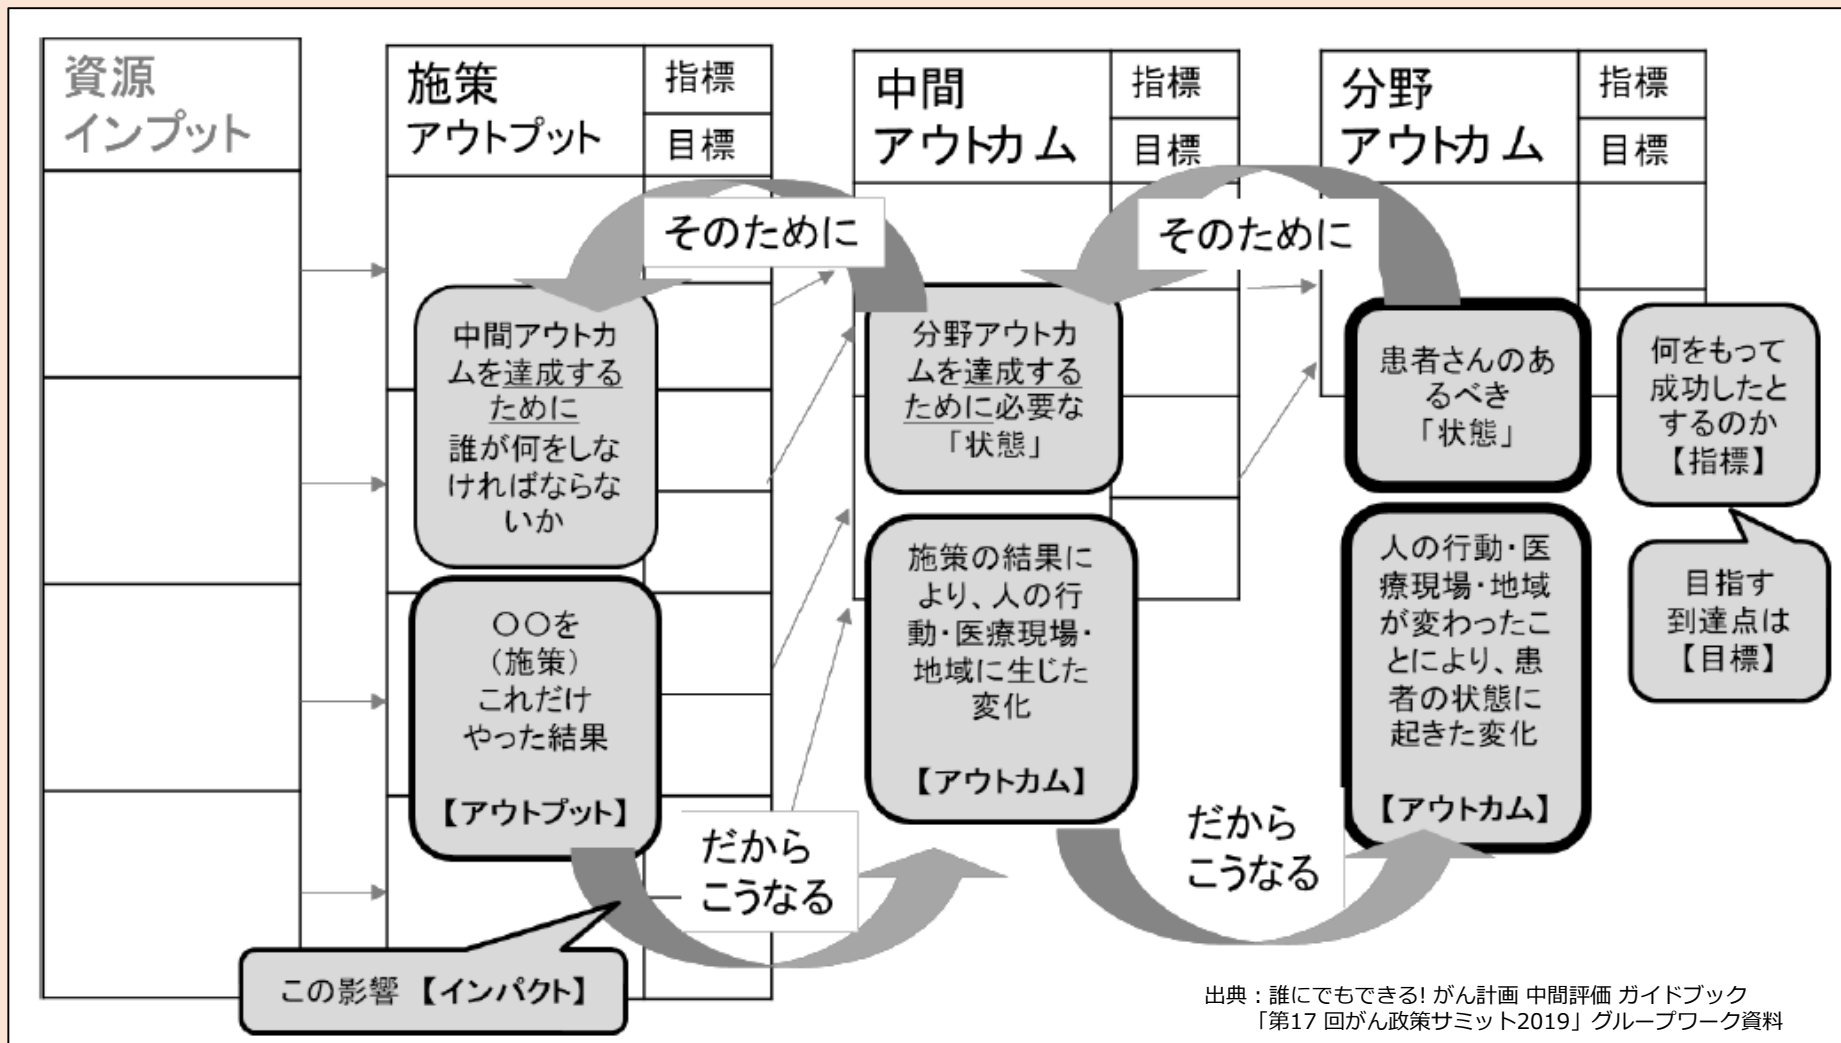 資源
インプット
施策
アウトプット
指標
目標
中間
アウトカム
指標
目標
分野
アウトカム
指標
目標
そのために
そのために
中間アウトカ
ムを達成する
ために
誰が何をしな
ければならな
いか
分野アウトカ
ムを達成する
ために必要な
「状態」
患者さんのあ
るべき
「状態」
何をもって
成功したと
するのか
【指標】
〇〇を
（施策）
これだけ
やった結果
【アウトプット】
施策の結果に
より、人の行
動・医療現場・
地域に生じた
変化
【アウトカム】
人の行動・医
療現場・地域
が変わったこ
とにより、患
者の状態に
起きた変化
【アウトカム】
目指す
到達点は
【目標】
だから
こうなる
だから
こうなる
この影響【インパクト】
出典：誰にでもできる! がん計画 中間評価 ガイドブック
「第17 回がん政策サミット2019」グループワーク資料